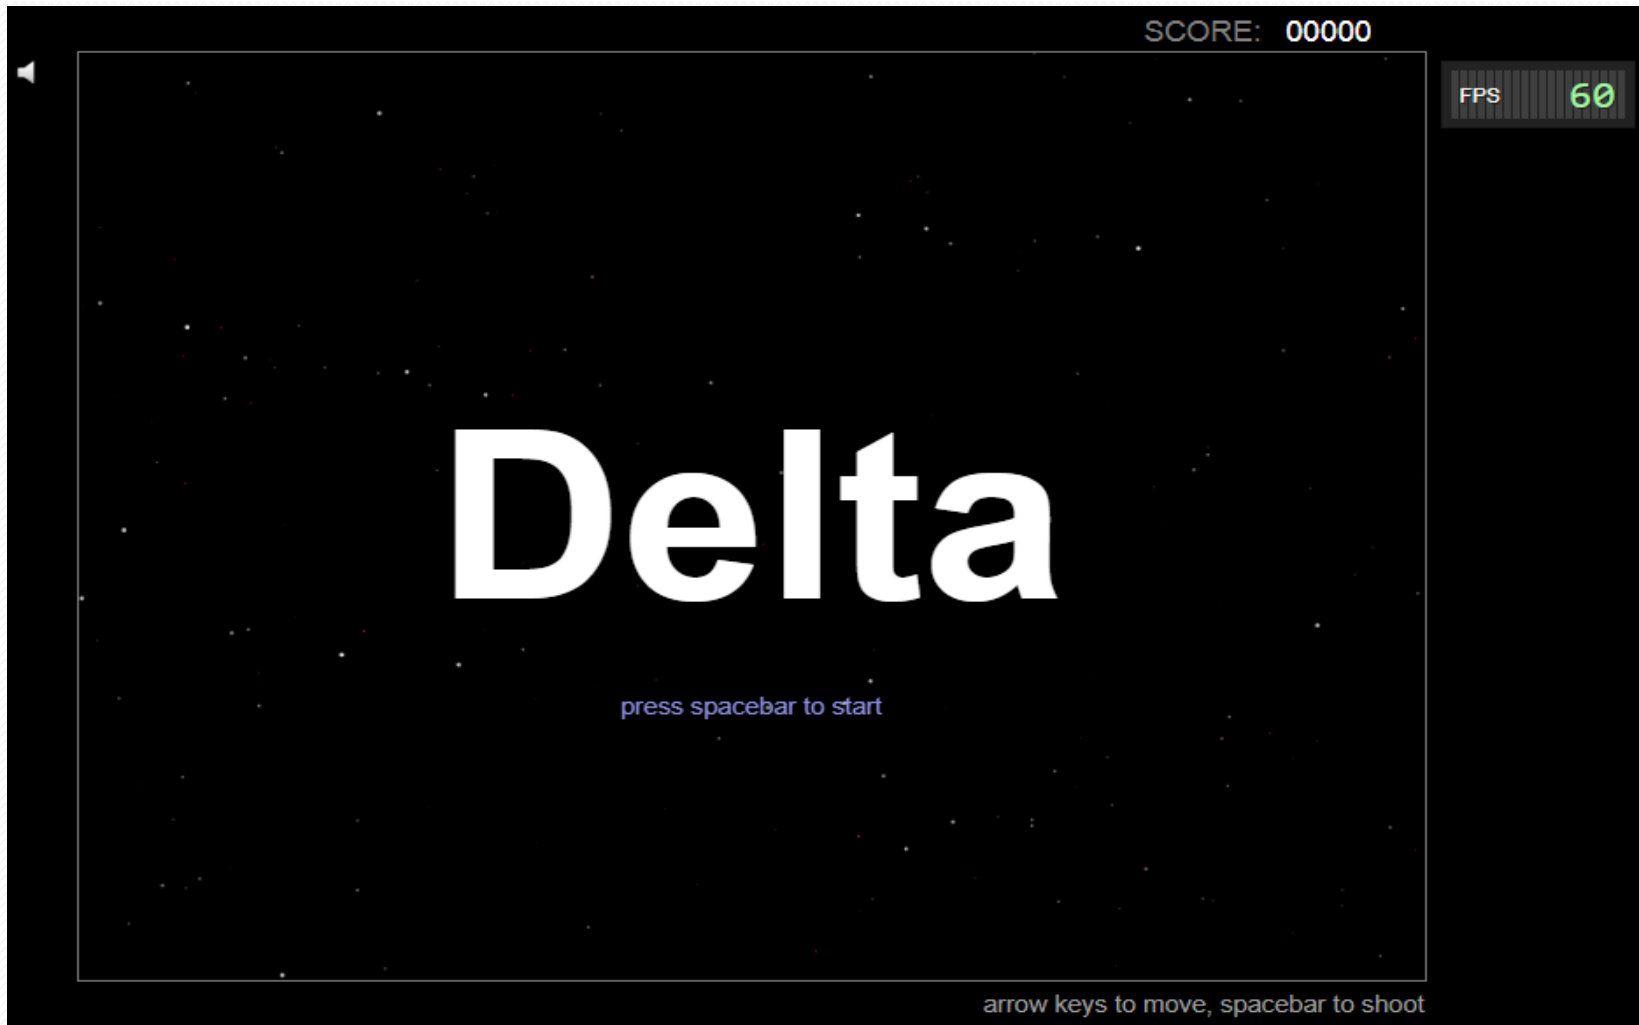 SCORE: 00000
FPS 60
Delta
press spacebar to start
arrow keys to move, spacebar to shoot